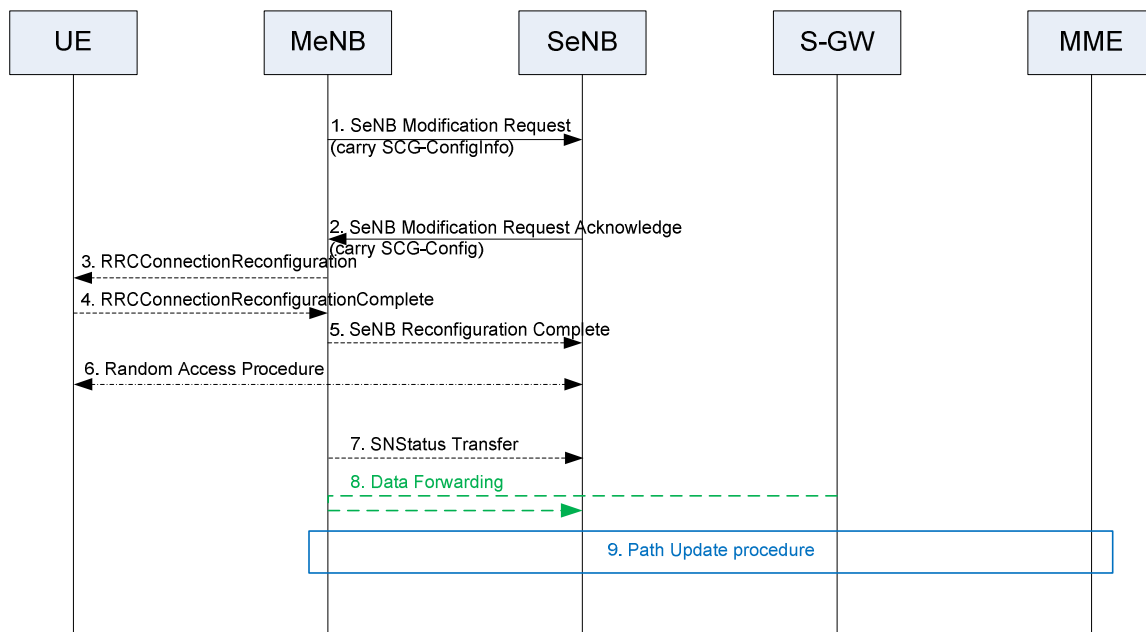 UE
MeNB
SeNB
S-GW
MME
1. SeNB Modification Request
(carry SCG-ConfigInfo)
2. SeNB Modification Request Acknowledge
(carry SCG-Config)
3. RRCConnectionReconfiguration
4. RRCConnectionReconfigurationComplete
5. SeNB Reconfiguration Complete
6. Random Access Procedure
7. SNStatus Transfer
8. Data Forwarding
9. Path Update procedure